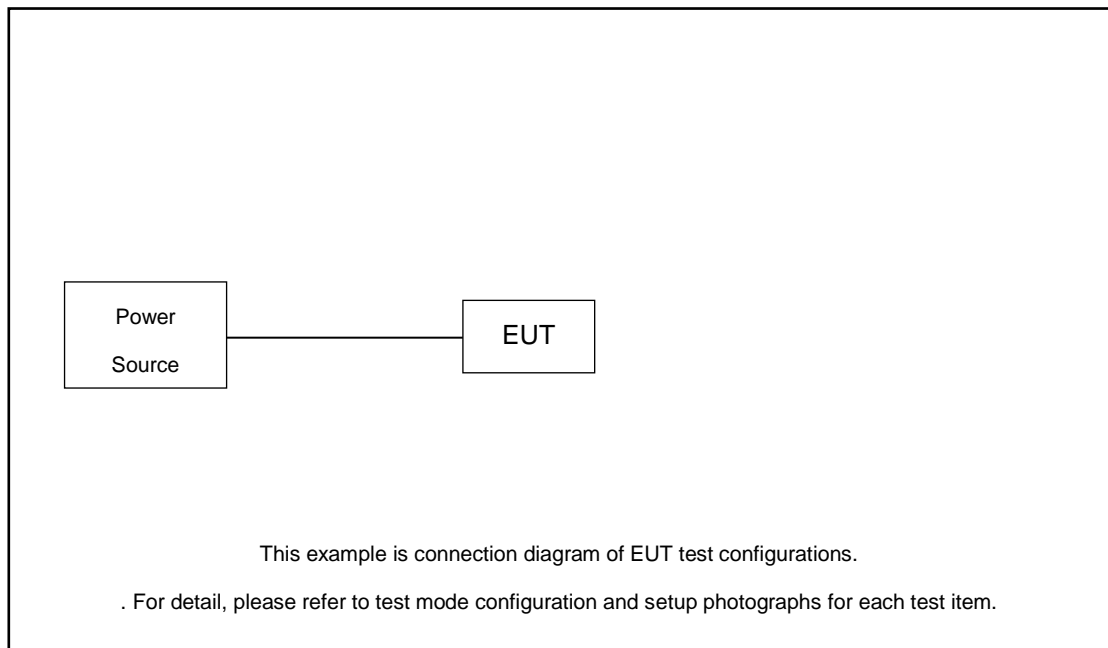 Power
Source
EUT
This example is connection diagram of EUT test configurations.
. For detail, please refer to test mode configuration and setup photographs for each test item.